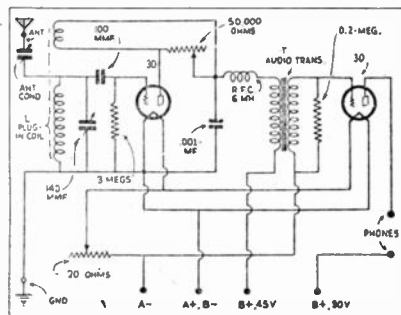 ANT
100
MMF
30
50,000
OHMS
T
AUDIO TRANS.
0.2-MEG.
30
ANT
COND
L
PLUG-
IN COIL
R.F.C.
6 MH
.001-
MF
140
MMF
3 MEGS
20 OHMS
PHONES
GND
A-
A+, B-
B+, 45V
B+, 90V